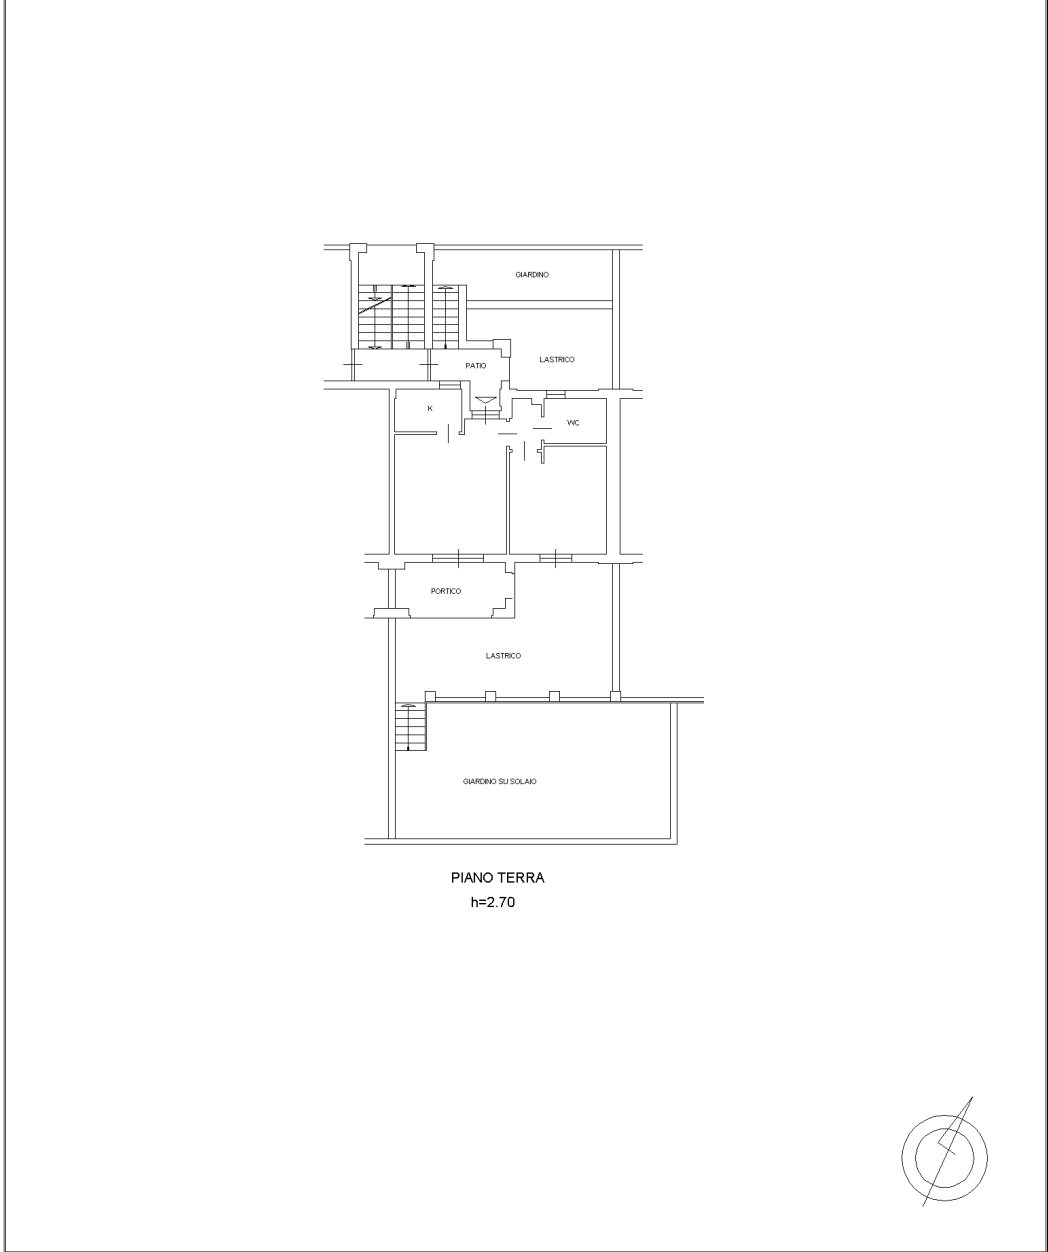 GIARDINO
LASTRICO
PATIO
K
WC
PORTICO
LASTRICO
GIARDINO SU SOLAIO
PIANO TERRA
h=2.70